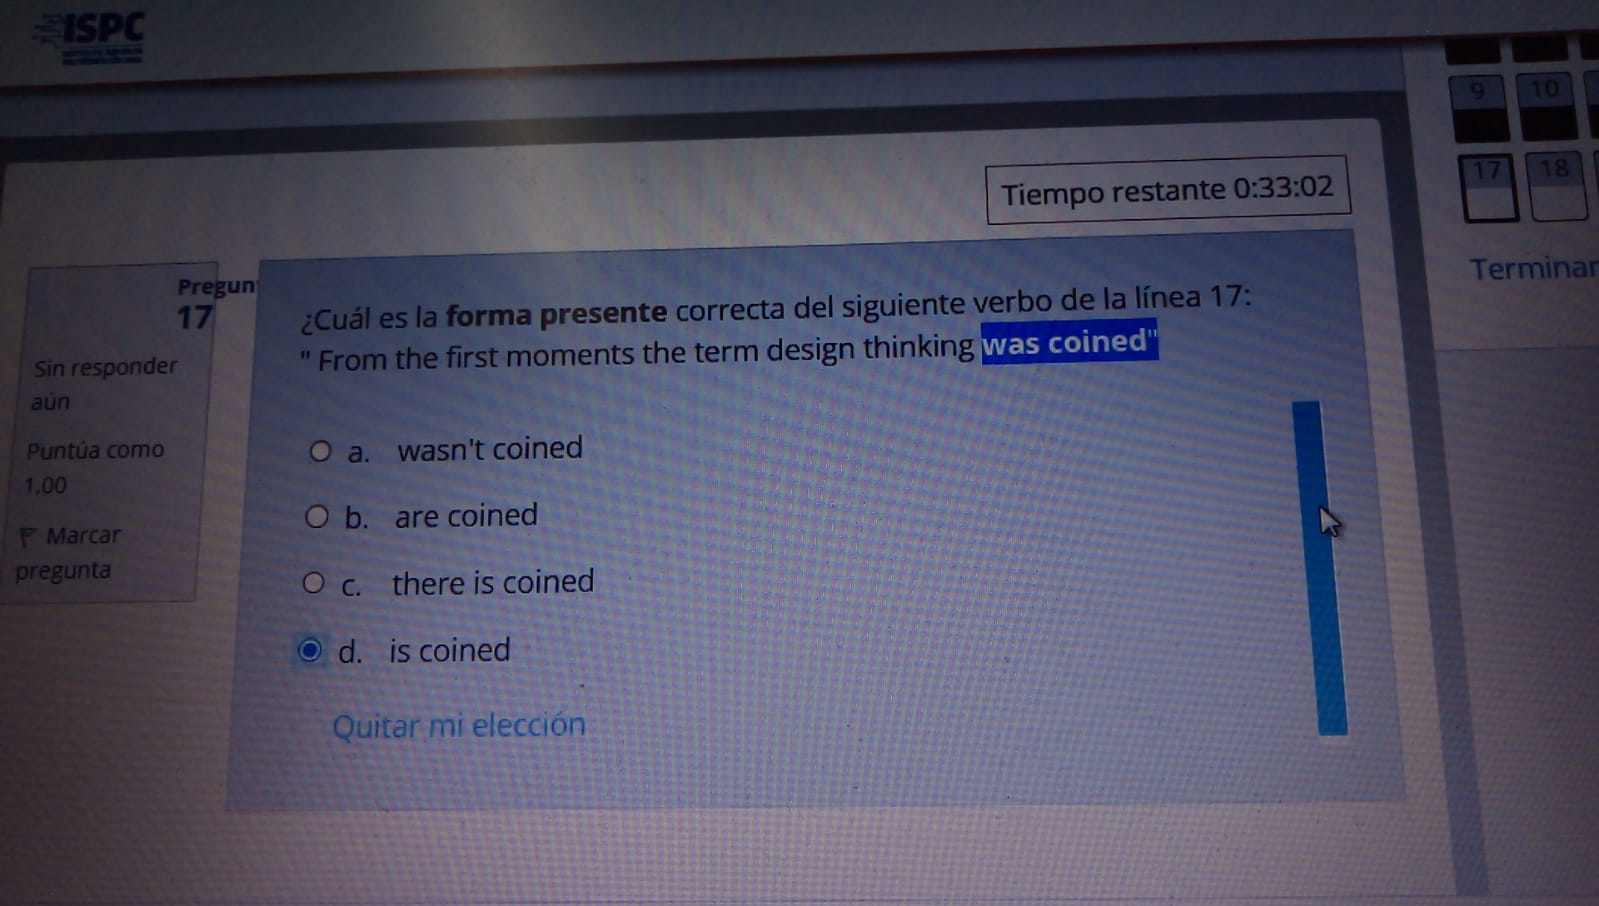 ISPC
9 10
17 18
Tiempo restante 0:33:02
Terminar
Pregun
17
Sin responder
aún
Puntúa como
1,00
Marcar
pregunta
¿Cuál es la forma presente correcta del siguiente verbo de la línea 17:
" From the first moments the term design thinking was coined"
a. wasn't coined
b. are coined
c. there is coined
d. is coined
Quitar mi elección